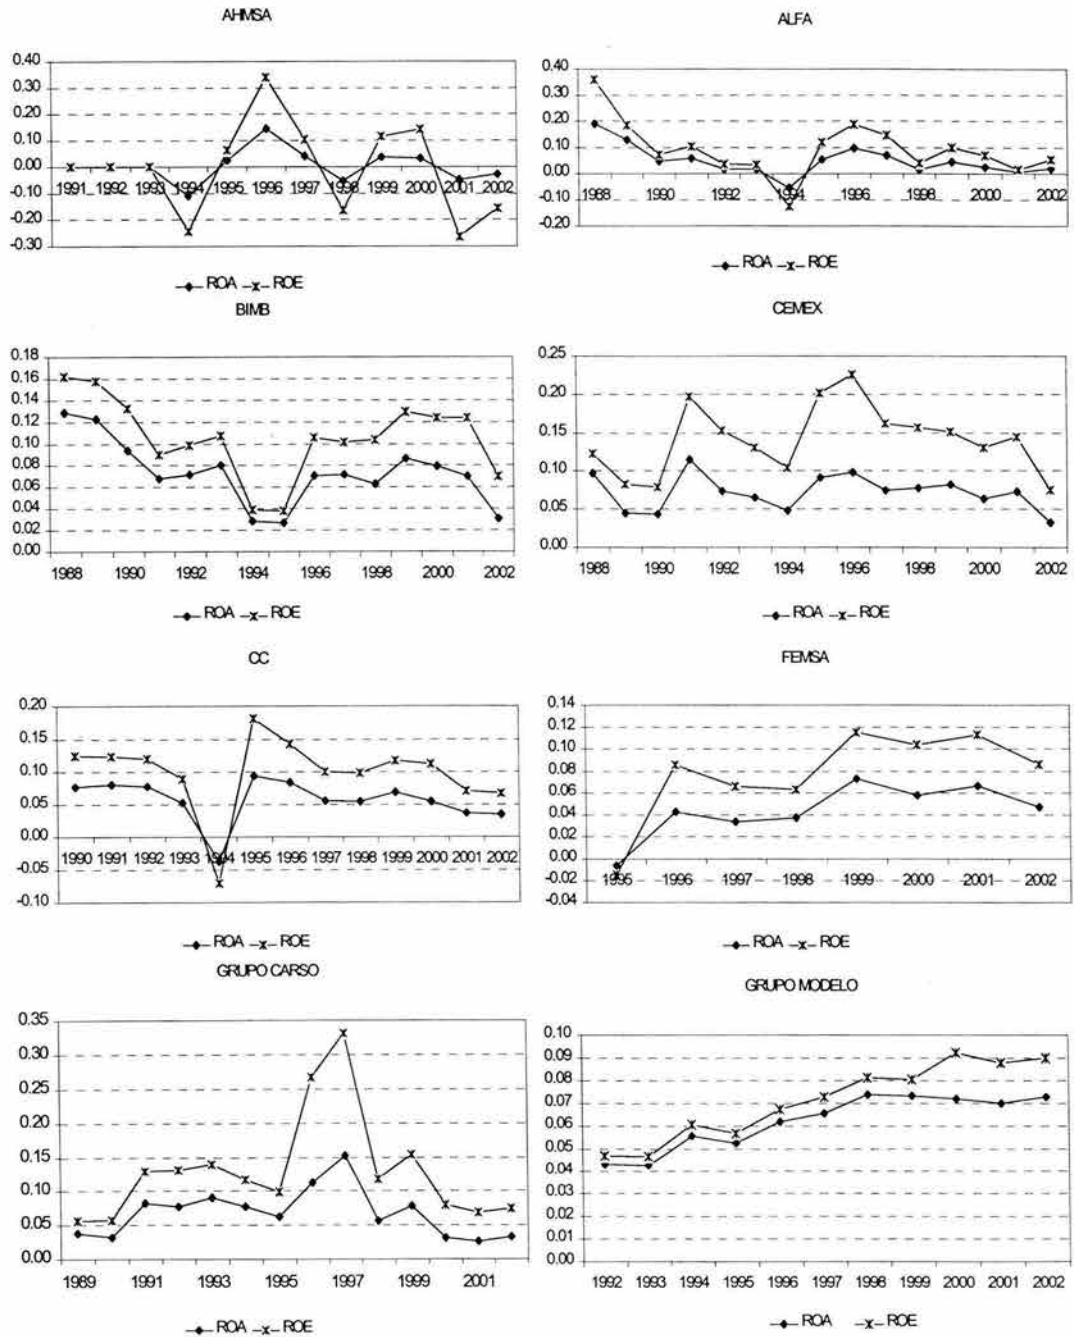 AHMSA
0.40
0.30
0.20
0.10
0.00
-0.10
-0.20
-0.30
1991 1992 1993 1994 1995 1996 1997 1998 1999 2000 2001 2002
ROA ROE
ALFA
0.40
0.30
0.20
0.10
0.00
-0.10
-0.20
1988 1990 1992 1994 1996 1998 2000 2002
ROA ROE
BIMB
0.18
0.16
0.14
0.12
0.10
0.08
0.06
0.04
0.02
0.00
1988 1990 1992 1994 1996 1998 2000 2002
ROA ROE
CEMEX
0.25
0.20
0.15
0.10
0.05
0.00
1988 1990 1992 1994 1996 1998 2000 2002
ROA ROE
CC
0.20
0.15
0.10
0.05
0.00
-0.05
-0.10
1990 1991 1992 1993 1994 1995 1996 1997 1998 1999 2000 2001 2002
ROA ROE
FEMSA
0.14
0.12
0.10
0.08
0.06
0.04
0.02
0.00
-0.02
-0.04
1995 1996 1997 1998 1999 2000 2001 2002
ROA ROE
GRUPO CARSO
0.35
0.30
0.25
0.20
0.15
0.10
0.05
0.00
1989 1991 1993 1995 1997 1999 2001
ROA ROE
GRUPO MODELO
0.10
0.09
0.08
0.07
0.06
0.05
0.04
0.03
0.02
0.01
0.00
1992 1993 1994 1995 1996 1997 1998 1999 2000 2001 2002
ROA ROE